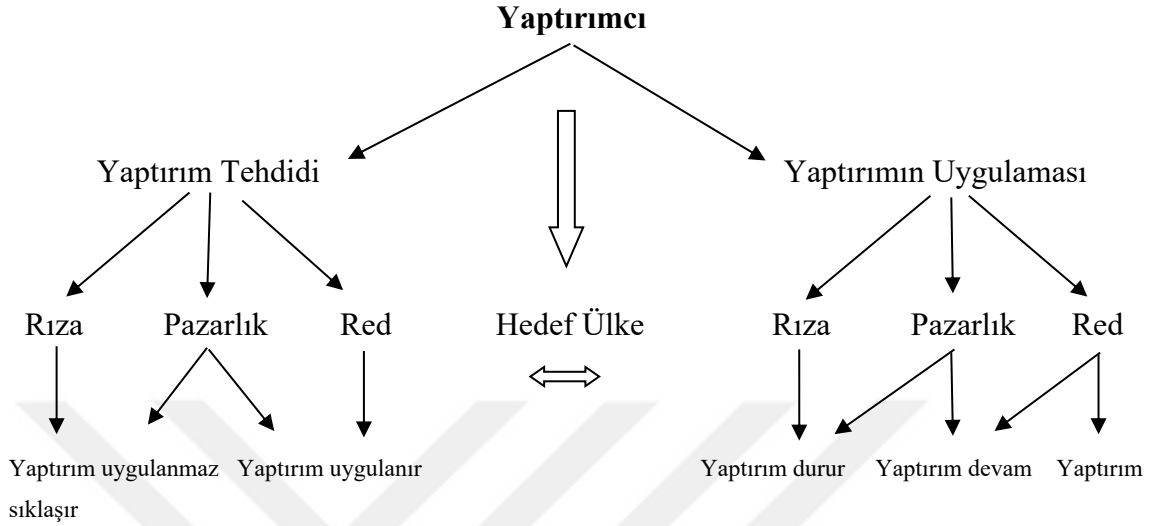 Yaptırımcı
Yaptırım Tehdidi Yaptırımın Uygulaması
Rıza Pazarlık Red Hedef Ülke Rıza Pazarlık Red
Yaptırım uygulanmaz Yaptırım uygulanır Yaptırım durur Yaptırım devam Yaptırım
sıklaşır